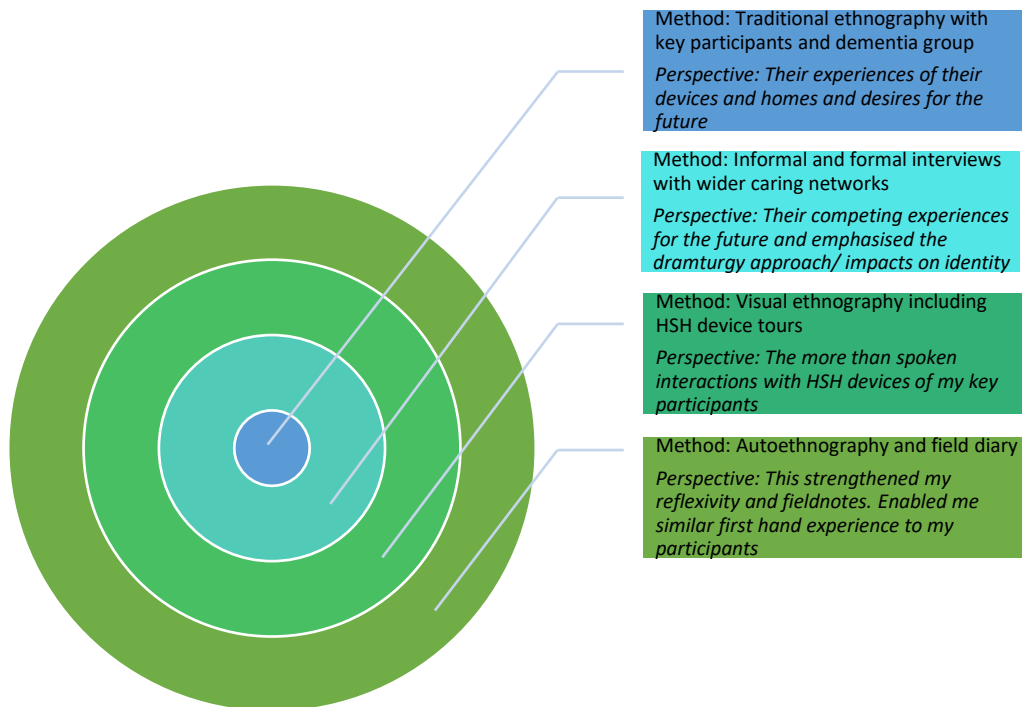 Method: Traditional ethnography with
key participants and dementia group
Perspective: Their experiences of their
devices and homes and desires for the
future
Method: Informal and formal interviews
with wider caring networks
Perspective: Their competing experiences
for the future and emphasised the
dramturgy approach/ impacts on identity
Method: Visual ethnography including
HSH device tours
Perspective: The more than spoken
interactions with HSH devices of my key
participants
Method: Autoethnography and field diary
Perspective: This strengthened my
reflexivity and fieldnotes. Enabled me
similar first hand experience to my
participants